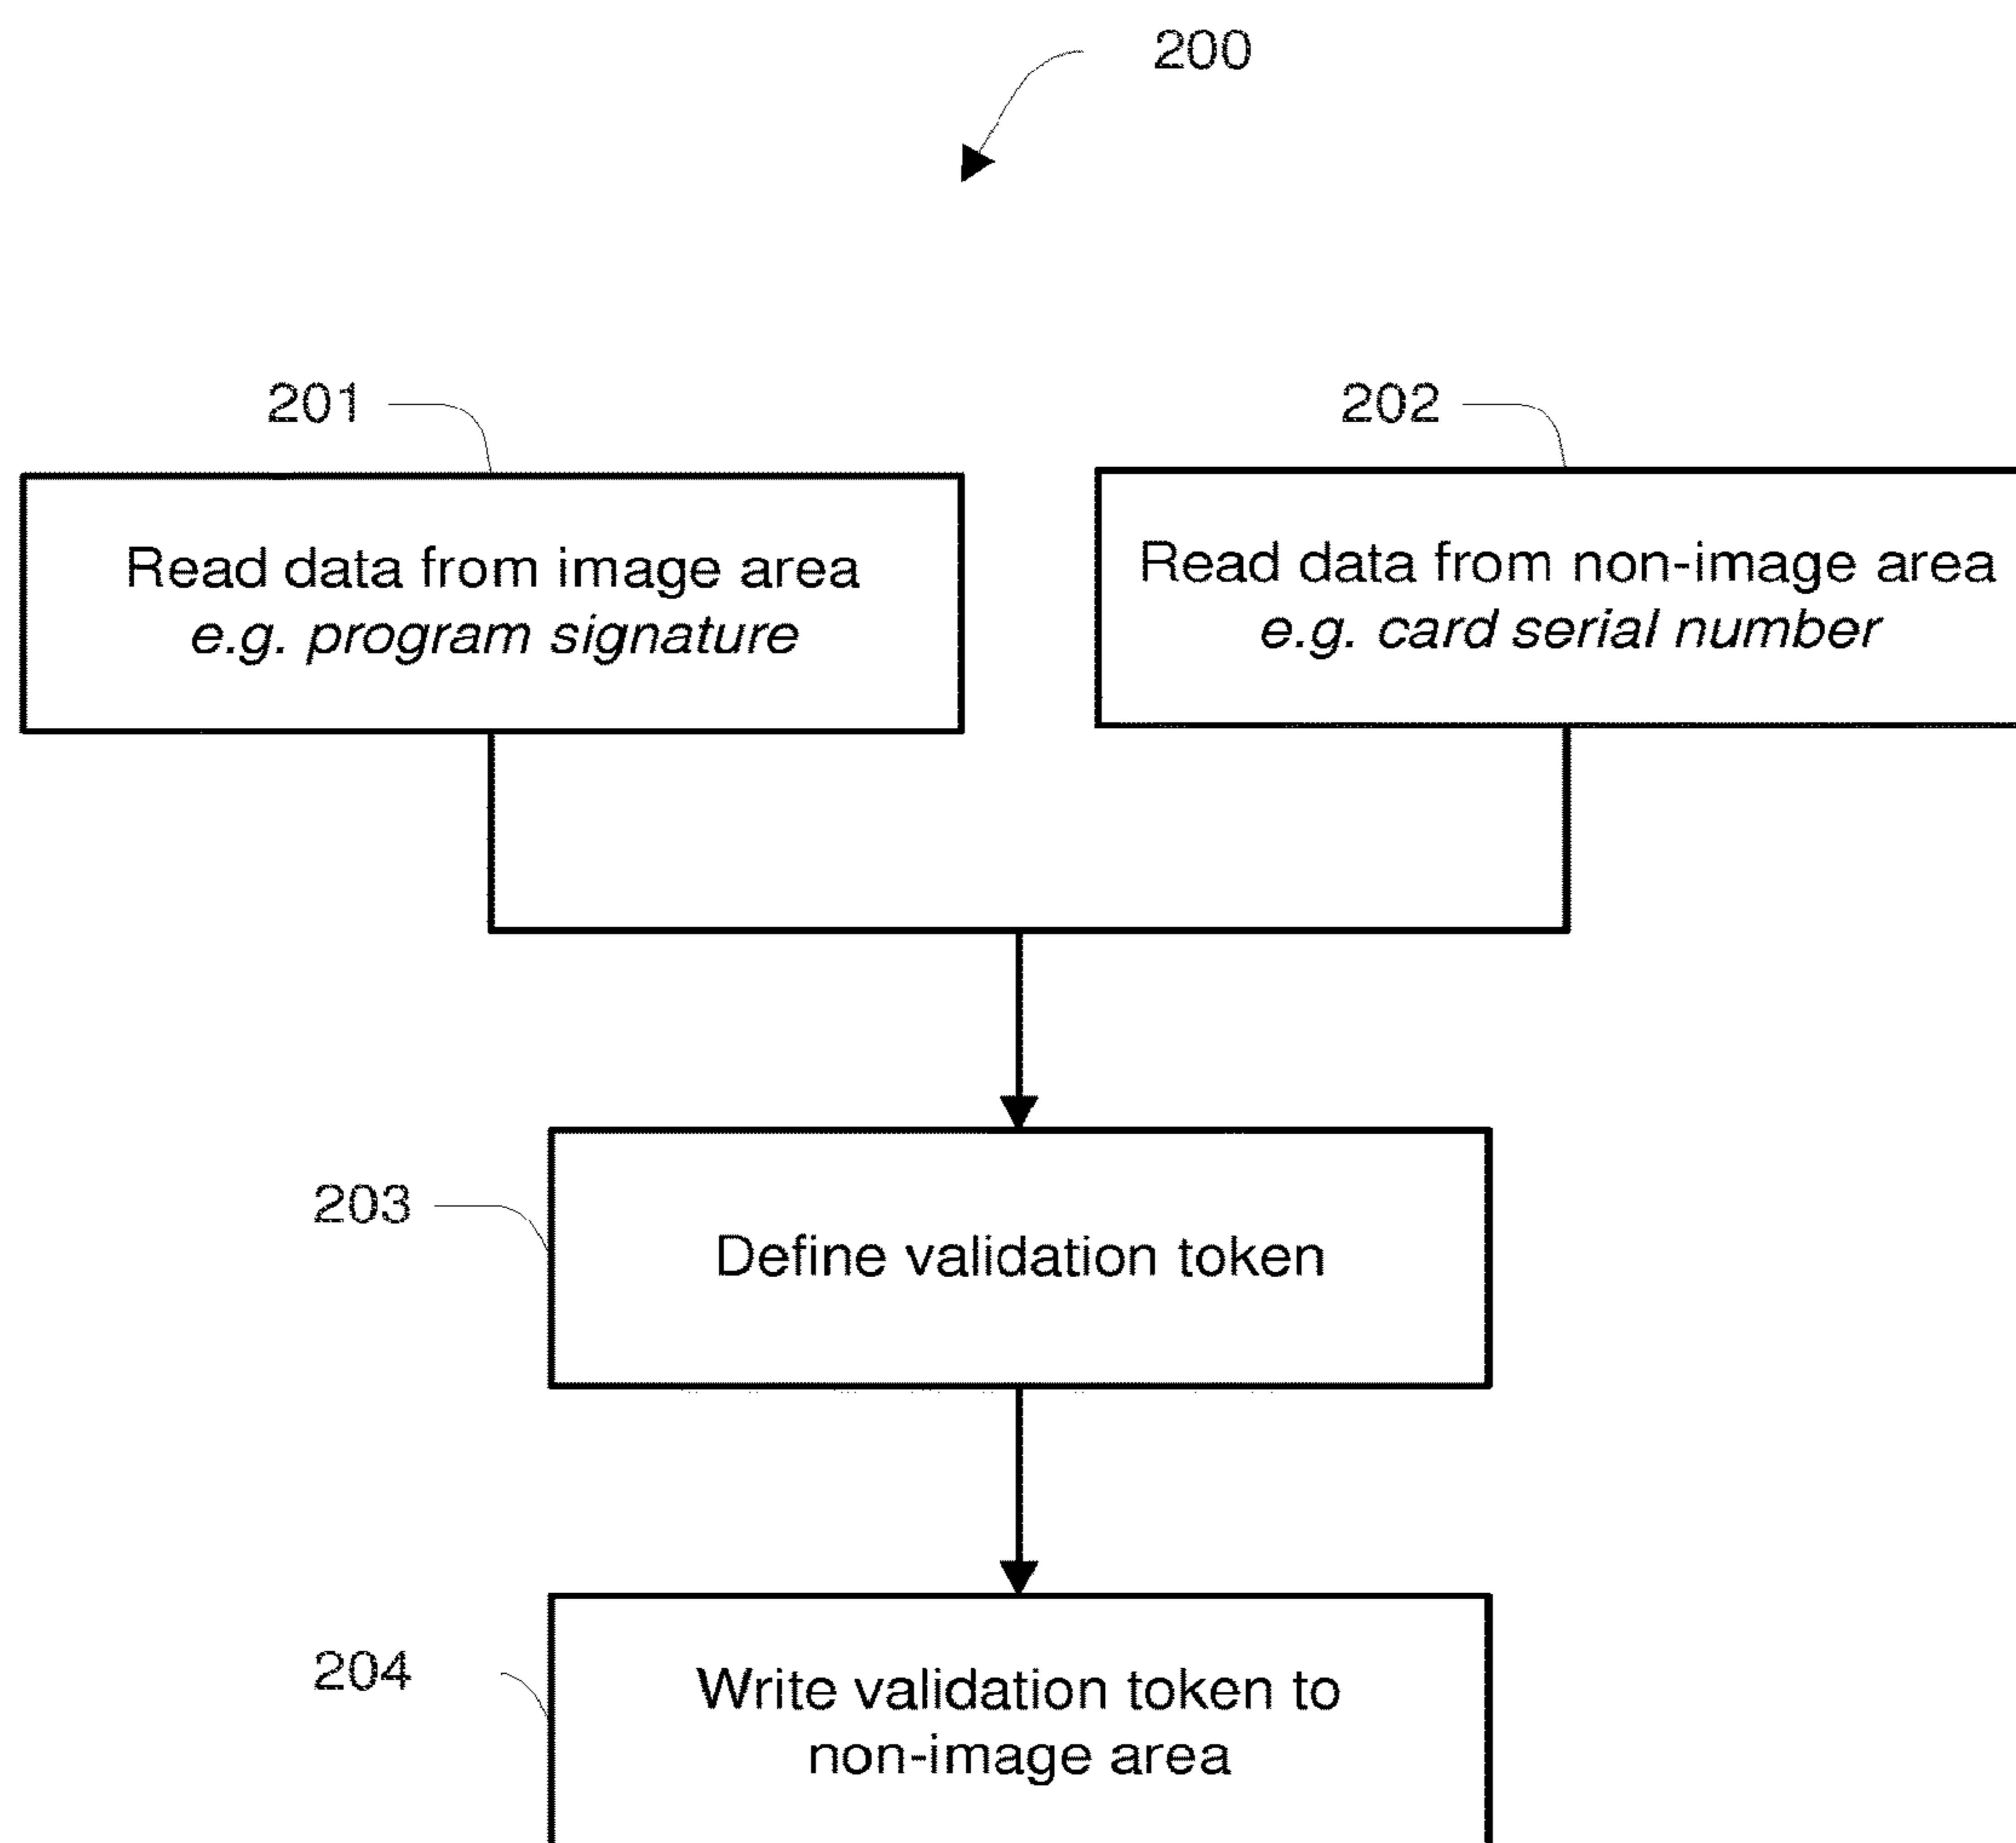 200
201
202
Read data from image area
e.g. program signature
Read data from non-image area
e.g. card serial number
203
Define validation token
204
Write validation token to
non-image area